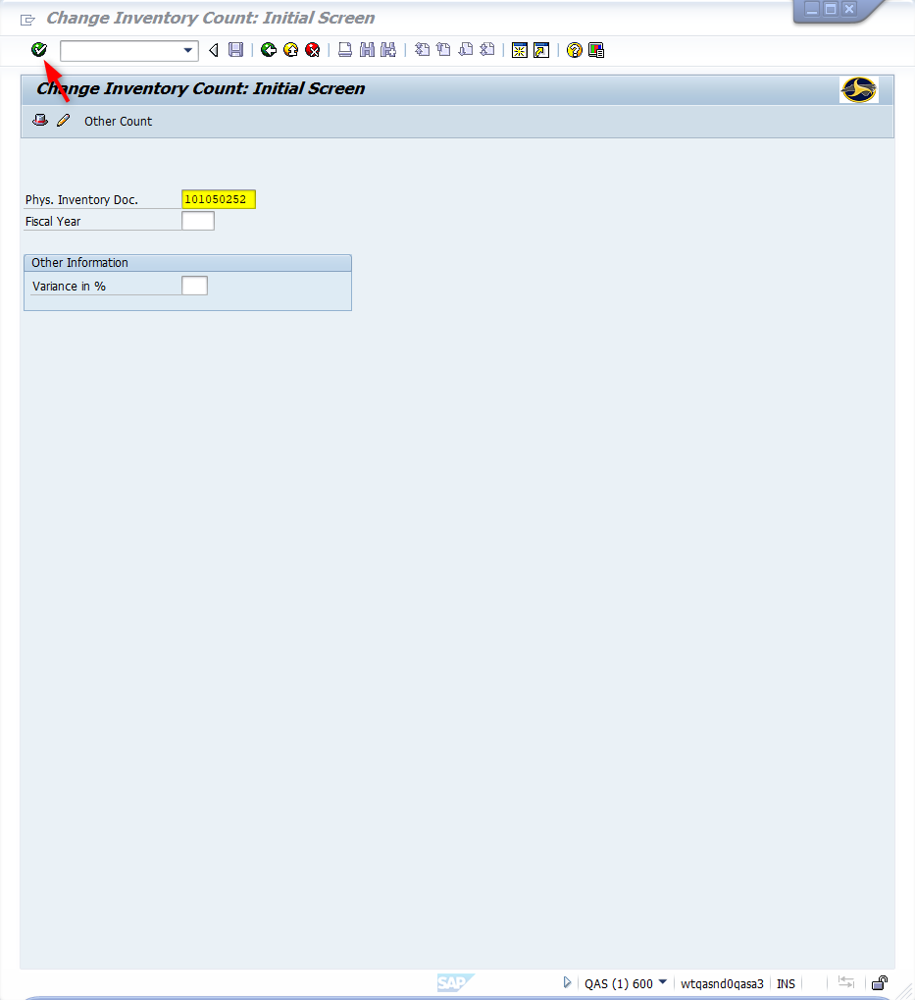 Change Inventory Count: Initial Screen
Change Inventory Count: Initial Screen
Other Count
Phys. Inventory Doc. 101050252
Fiscal Year
Other Information
Variance in %
SAP QAS (1) 600 wtqasnd0qasa3 INS